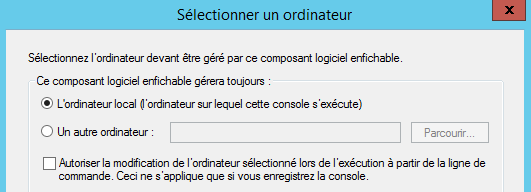 Sélectionner un ordinateur
x
Sélectionnez l'ordinateur devant être géré par ce composant logiciel enfichable.
Ce composant logiciel enfichable gérera toujours :
L'ordinateur local (l'ordinateur sur lequel cette console s'exécute)
Un autre ordinateur :
Parcourir...
Autoriser la modification de l'ordinateur sélectionné lors de l'exécution à partir de la ligne de
commande. Ceci ne s'applique que si vous enregistrez la console.